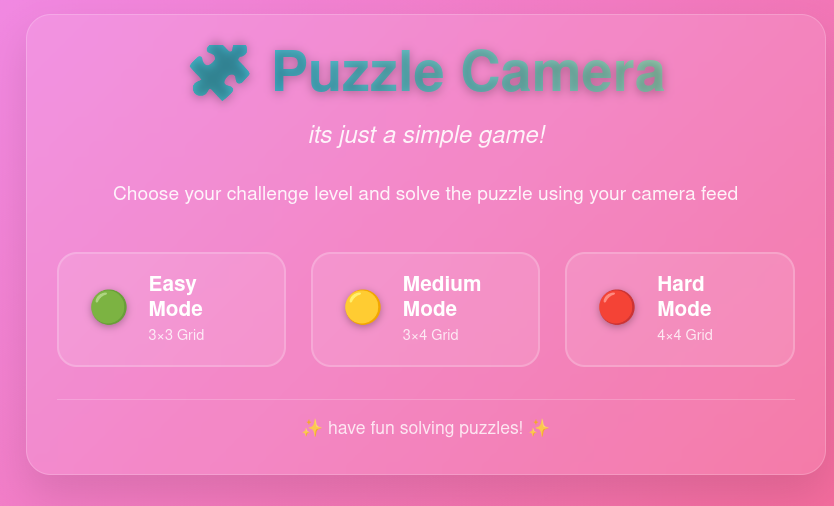 🧩 Puzzle Camera
its just a simple game!
Choose your challenge level and solve the puzzle using your camera feed
Easy
Mode
3×3 Grid
Medium
Mode
3×4 Grid
Hard
Mode
4×4 Grid
✨ have fun solving puzzles! ✨